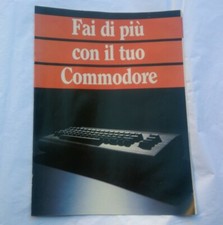 Fai di più
con il tuo
Commodore